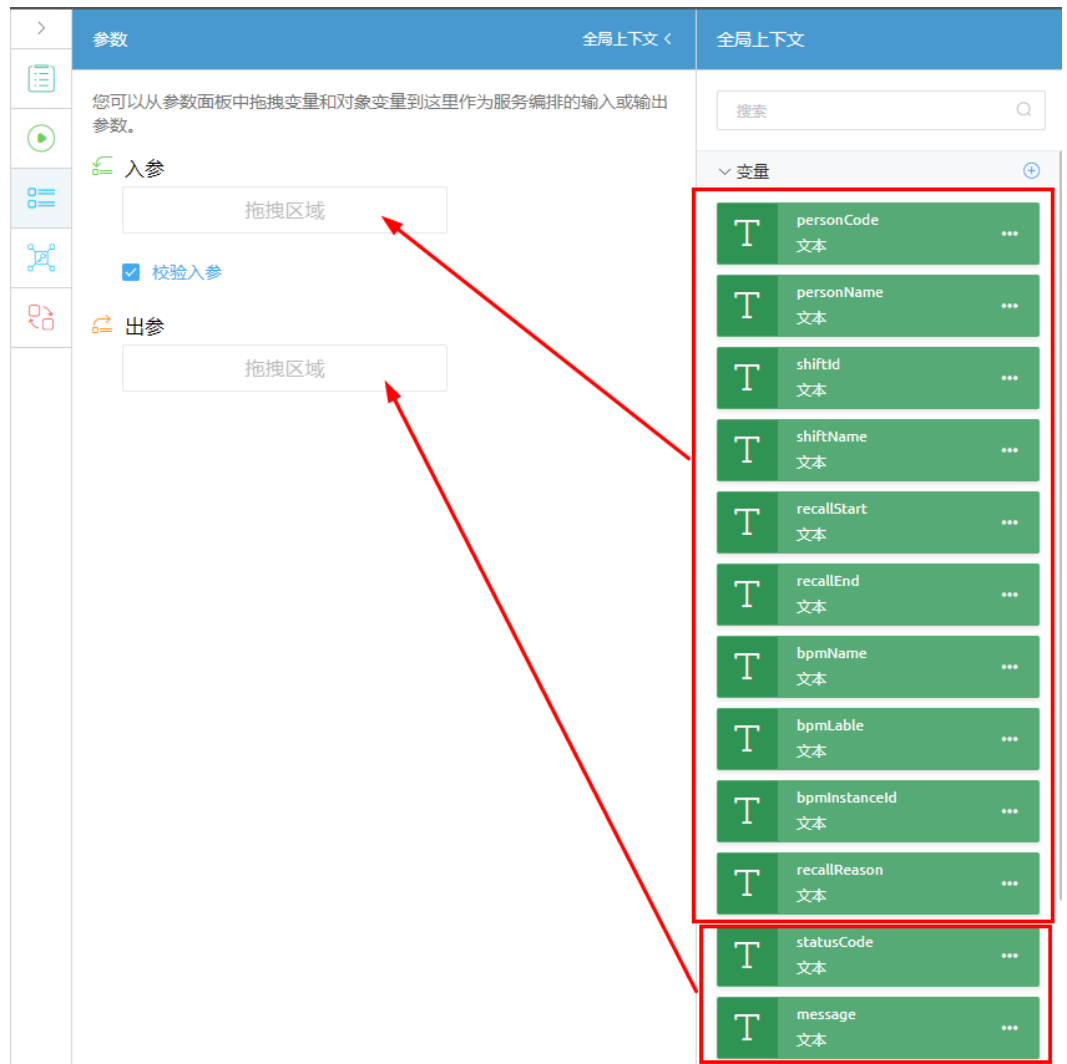 参数
全局上下文
您可以从参数面板中拖拽变量和对象变量到这里作为服务编排的输入或输出
参数。
入参
拖拽区域
校验入参
出参
拖拽区域
全局上下文
搜索
变量
T
personCode
文本
T
personName
文本
T
shiftId
文本
T
shiftName
文本
T
recallStart
文本
T
recallEnd
文本
T
bpmName
文本
T
bpmLable
文本
T
bpmInstanceId
文本
T
recallReason
文本
T
statusCode
文本
T
message
文本